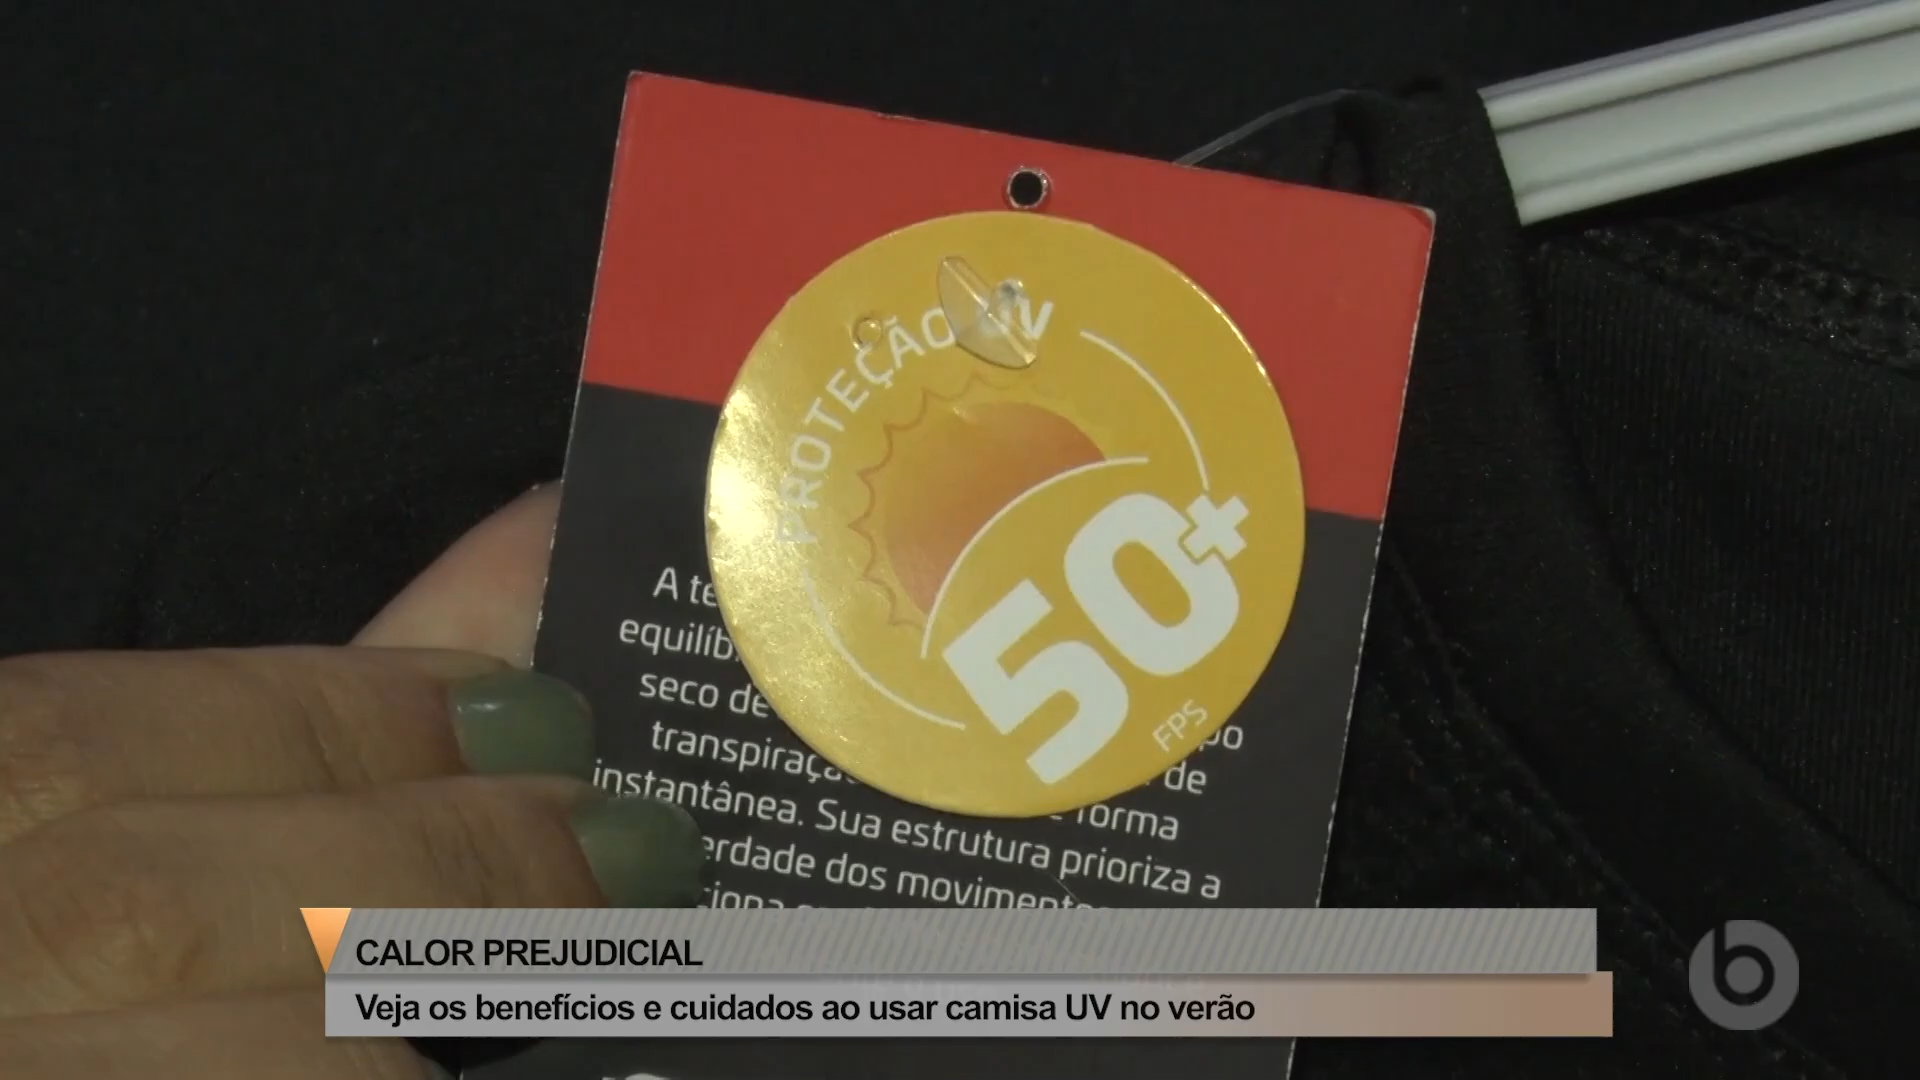 PROTEÇÃO UV
50+
FPS
A te
equilíb
seco de
po
transpiraç
de
instantânea. Sua estrutura prioriza a
forma
erdade dos movimento
CALOR PREJUDICIAL
Veja os benefícios e cuidados ao usar camisa UV no verão
b